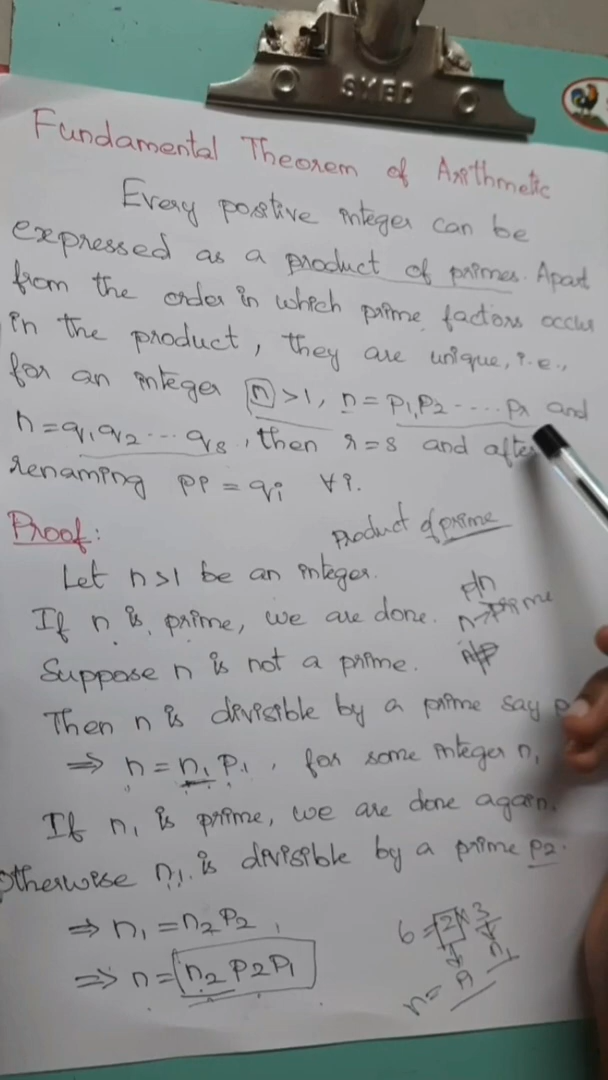 SMED
Fundamental Theorem of Arithmetic
Every positive integer can be
expressed as a product of primes. Apart
from the order in which prime factors occur
in the product, they are unique, i.e.,
for an integer n >1, n = p1, p2 ---- pr and
n = q1 q2 ... qs, then r = s and after
renaming pi = qi ∀i.
Proof:
product of prime
Let n>1 be an integer.
p/n
If n is prime, we are done.
n → prime
Suppose n is not a prime.
Then n is divisible by a prime say
⇒ n = n1 P1, for some integer n1
If n1 is prime, we are done again.
Otherwise n1 is divisible by a prime p2.
⇒ n1 = n2 P2
6 = 2 × 3
⇒ n = n2 P2 P1
n1
n =